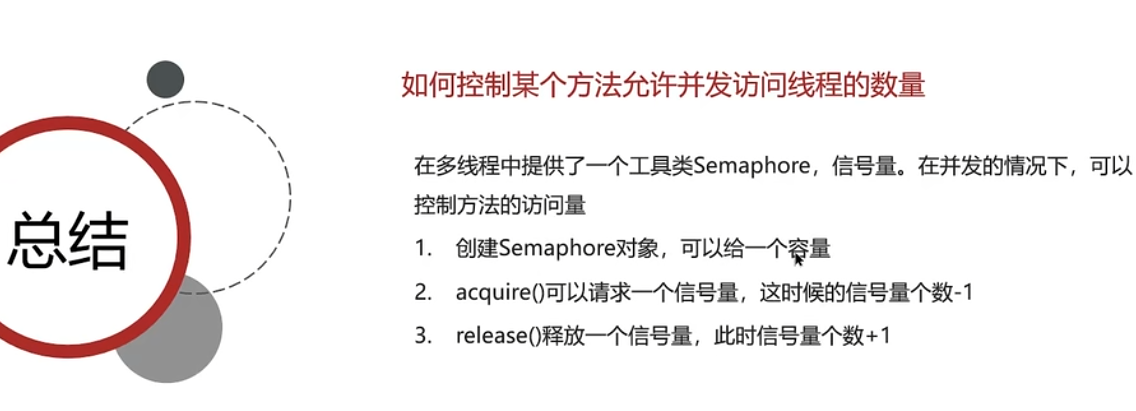 如何控制某个方法允许并发访问线程的数量
在多线程中提供了一个工具类Semaphore，信号量。在并发的情况下，可以
控制方法的访问量
总结
1. 创建Semaphore对象，可以给一个容量
2. acquire()可以请求一个信号量，这时候的信号量个数-1
3. release()释放一个信号量，此时信号量个数+1